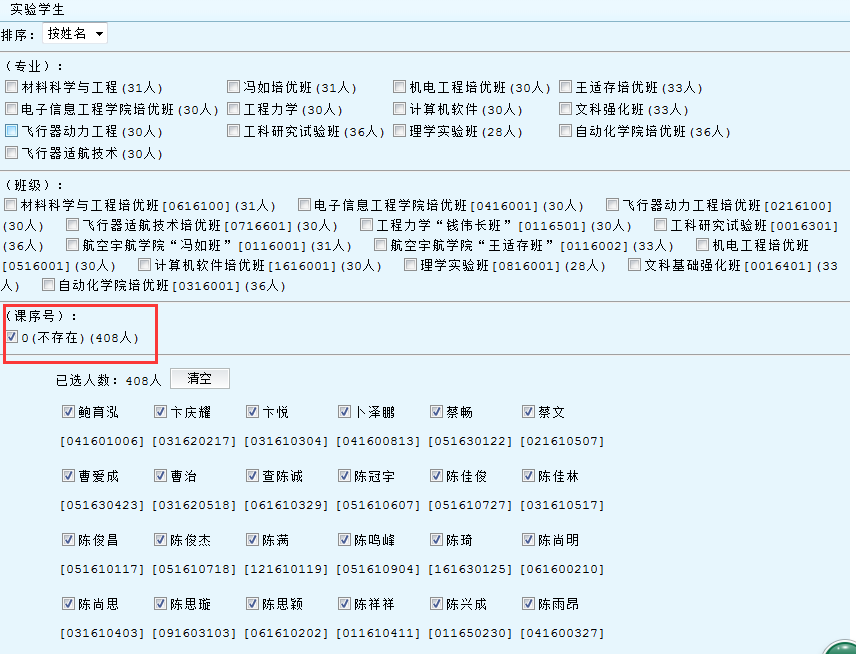 实验学生
排序：按姓名
（专业）：
材料科学与工程(31人) 冯如培优班(31人) 机电工程培优班(30人) 王适存培优班(33人)
电子信息工程学院培优班(30人) 工程力学(30人) 计算机软件(30人) 文科强化班(33人)
飞行器动力工程(30人) 工科研究试验班(36人) 理学实验班(28人) 自动化学院培优班(36人)
飞行器适航技术(30人)
（班级）：
材料科学与工程培优班[0616100](31人) 电子信息工程学院培优班[0416001](30人) 飞行器动力工程培优班[0216100]
(30人) 飞行器适航技术培优班[0716601](30人) 工程力学“钱伟长班”[0116501](30人) 工科研究试验班[0016301]
(36人) 航空宇航学院“冯如班”[0116001](31人) 航空宇航学院“王适存班”[0116002](33人) 机电工程培优班
[0516001](30人) 计算机软件培优班[1616001](30人) 理学实验班[0816001](28人) 文科基础强化班[0016401](33
人) 自动化学院培优班[0316001](36人)
（课序号）：
0(不存在)(408人)
已选人数：408人 清空
鲍育泓 卞庆耀 卞悦 卜泽鹏 蔡畅 蔡文
[041601006] [031620217] [031610304] [041600813] [051630122] [021610507]
曹爱成 曹治 查陈诚 陈冠宇 陈佳俊 陈佳林
[051630423] [031620518] [061610329] [051610607] [051610727] [031610517]
陈俊昌 陈俊杰 陈满 陈鸣峰 陈琦 陈尚明
[051610117] [051610718] [121610119] [051610904] [161630125] [061600210]
陈尚思 陈思璇 陈思颖 陈祥祥 陈兴成 陈雨昂
[031610403] [091603103] [061610202] [011610411] [011650230] [041600327]